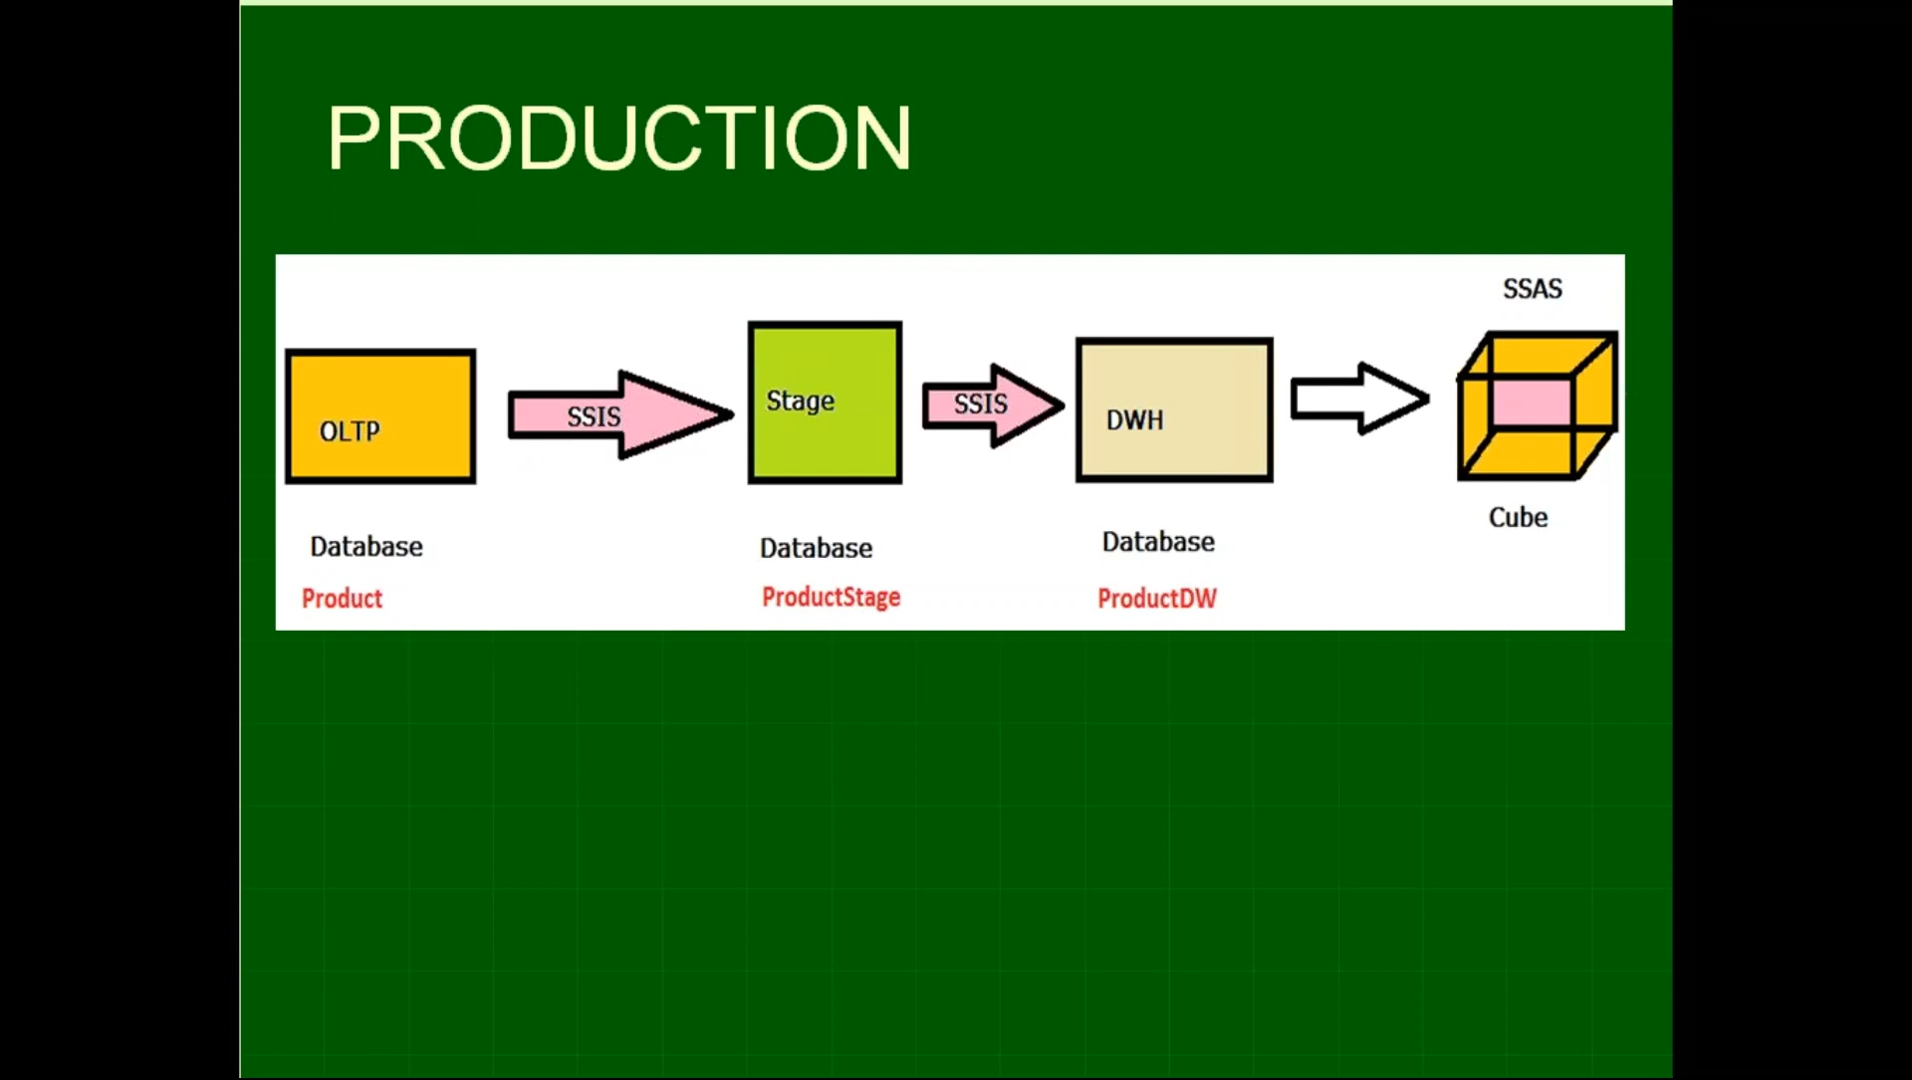 PRODUCTION
SSAS
OLTP
SSIS
Stage
SSIS
DWH
Cube
Database
Database
Database
Product
ProductStage
ProductDW